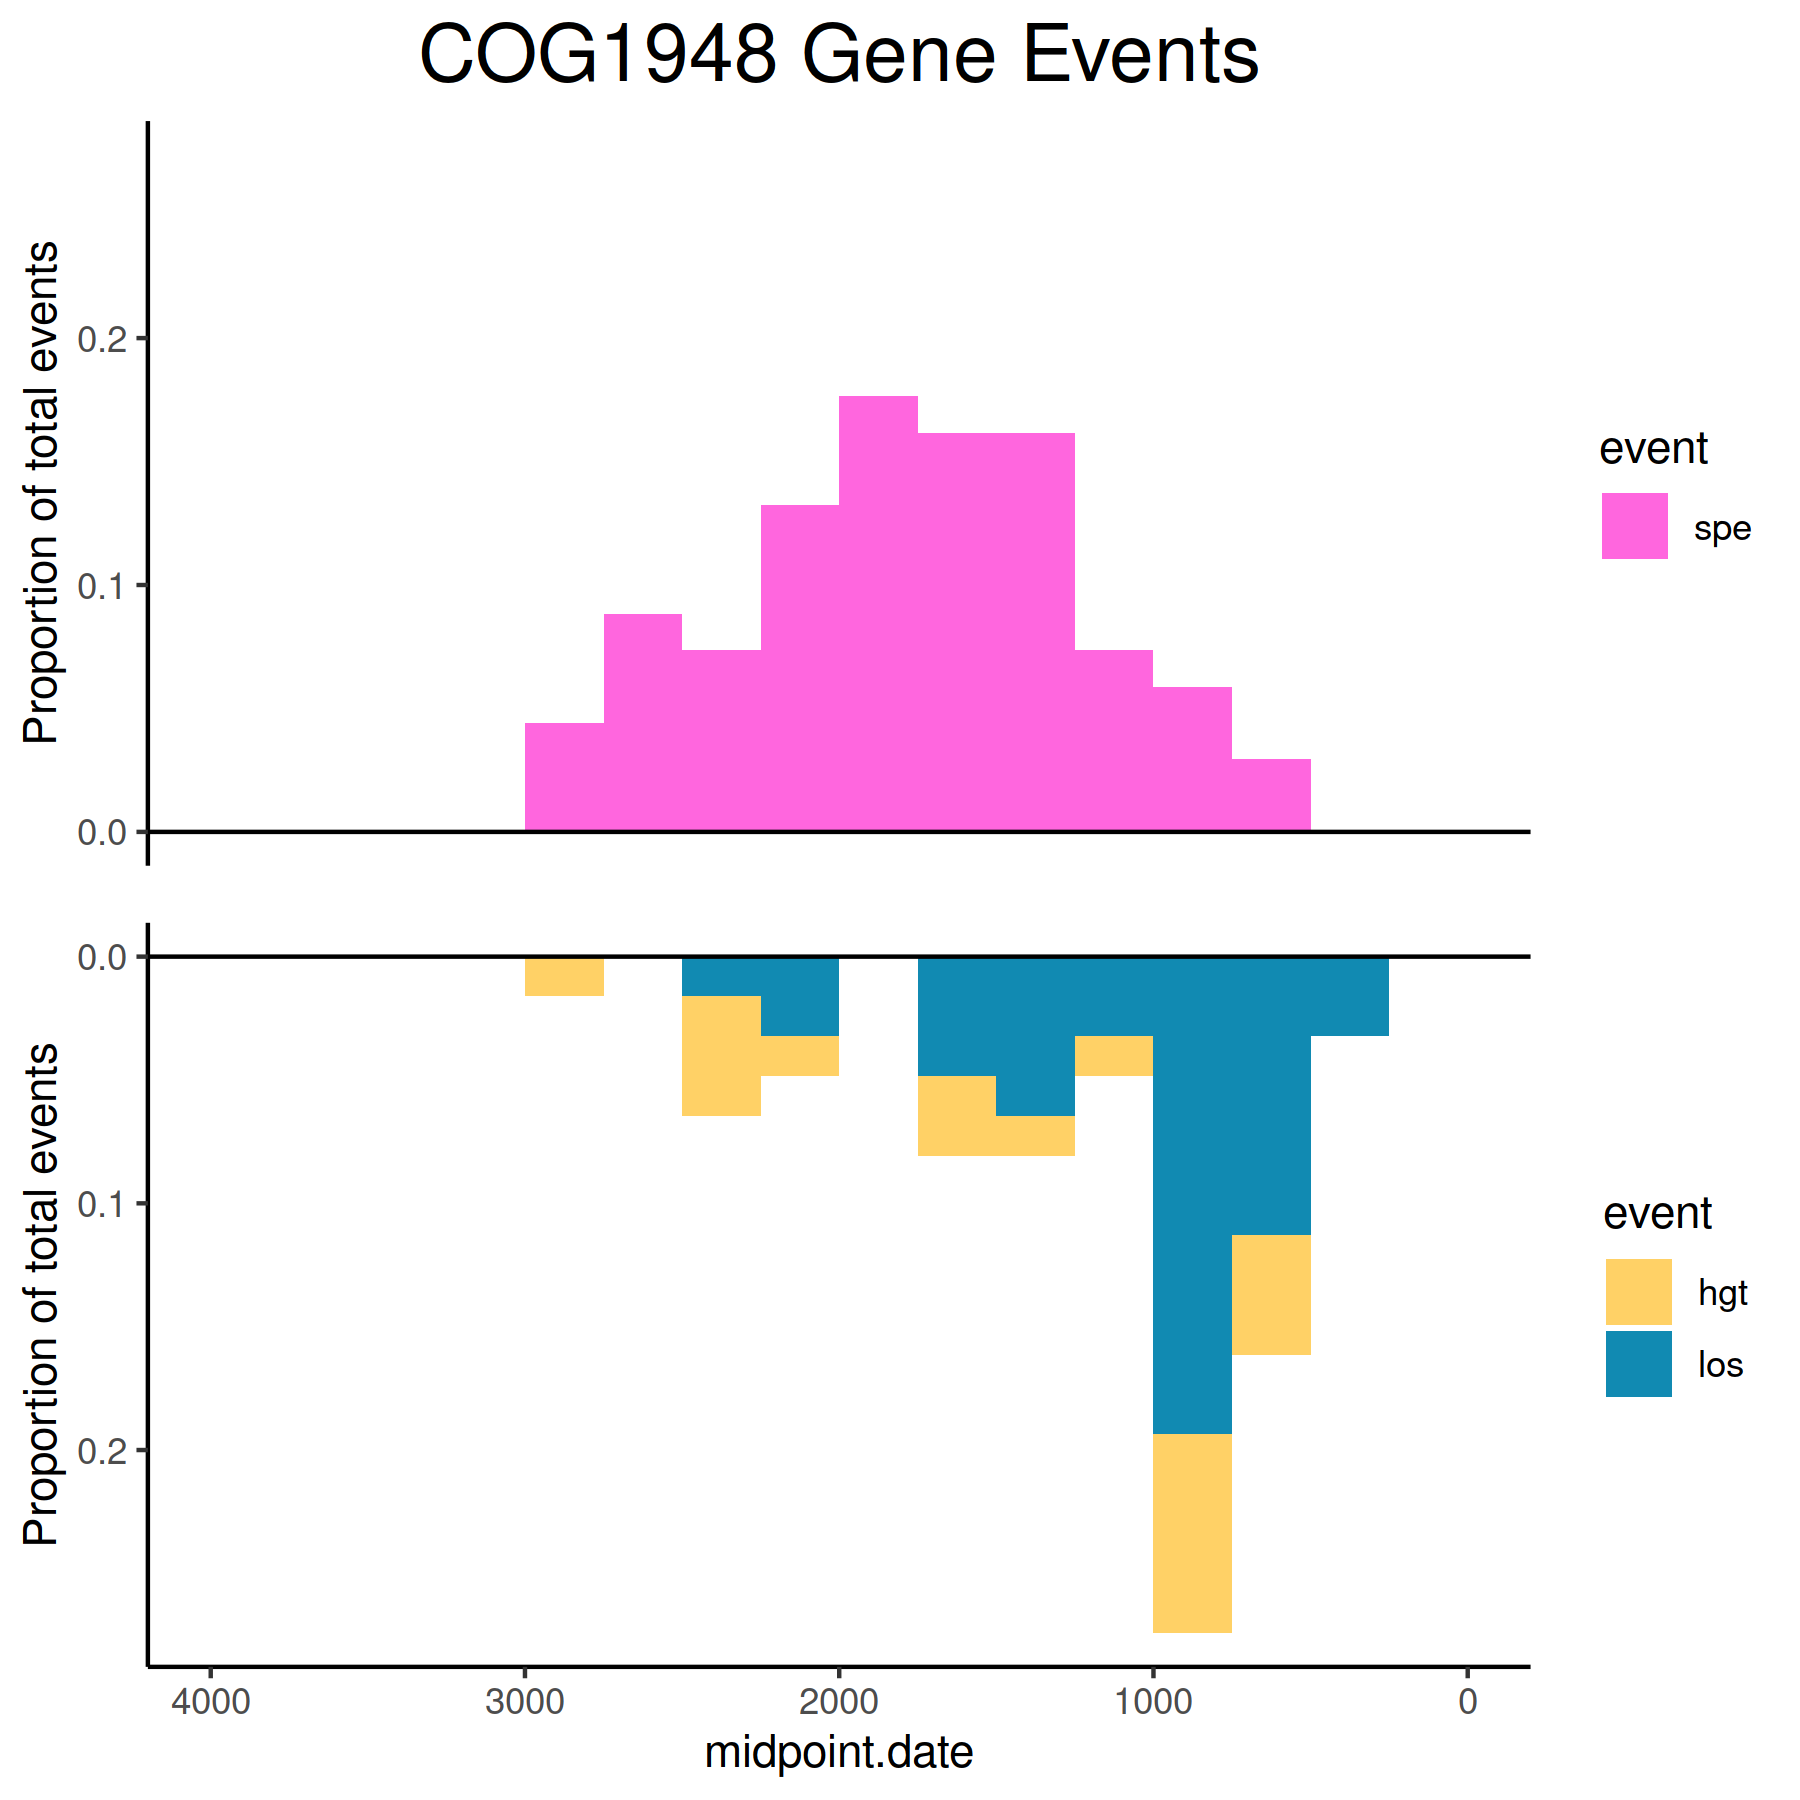 COG1948 Gene Events
Proportion of total events
0.2
0.1
0.0
event
spe
Proportion of total events
0.0
0.1
0.2
event
hgt
los
4000 3000 2000 1000 0
midpoint.date